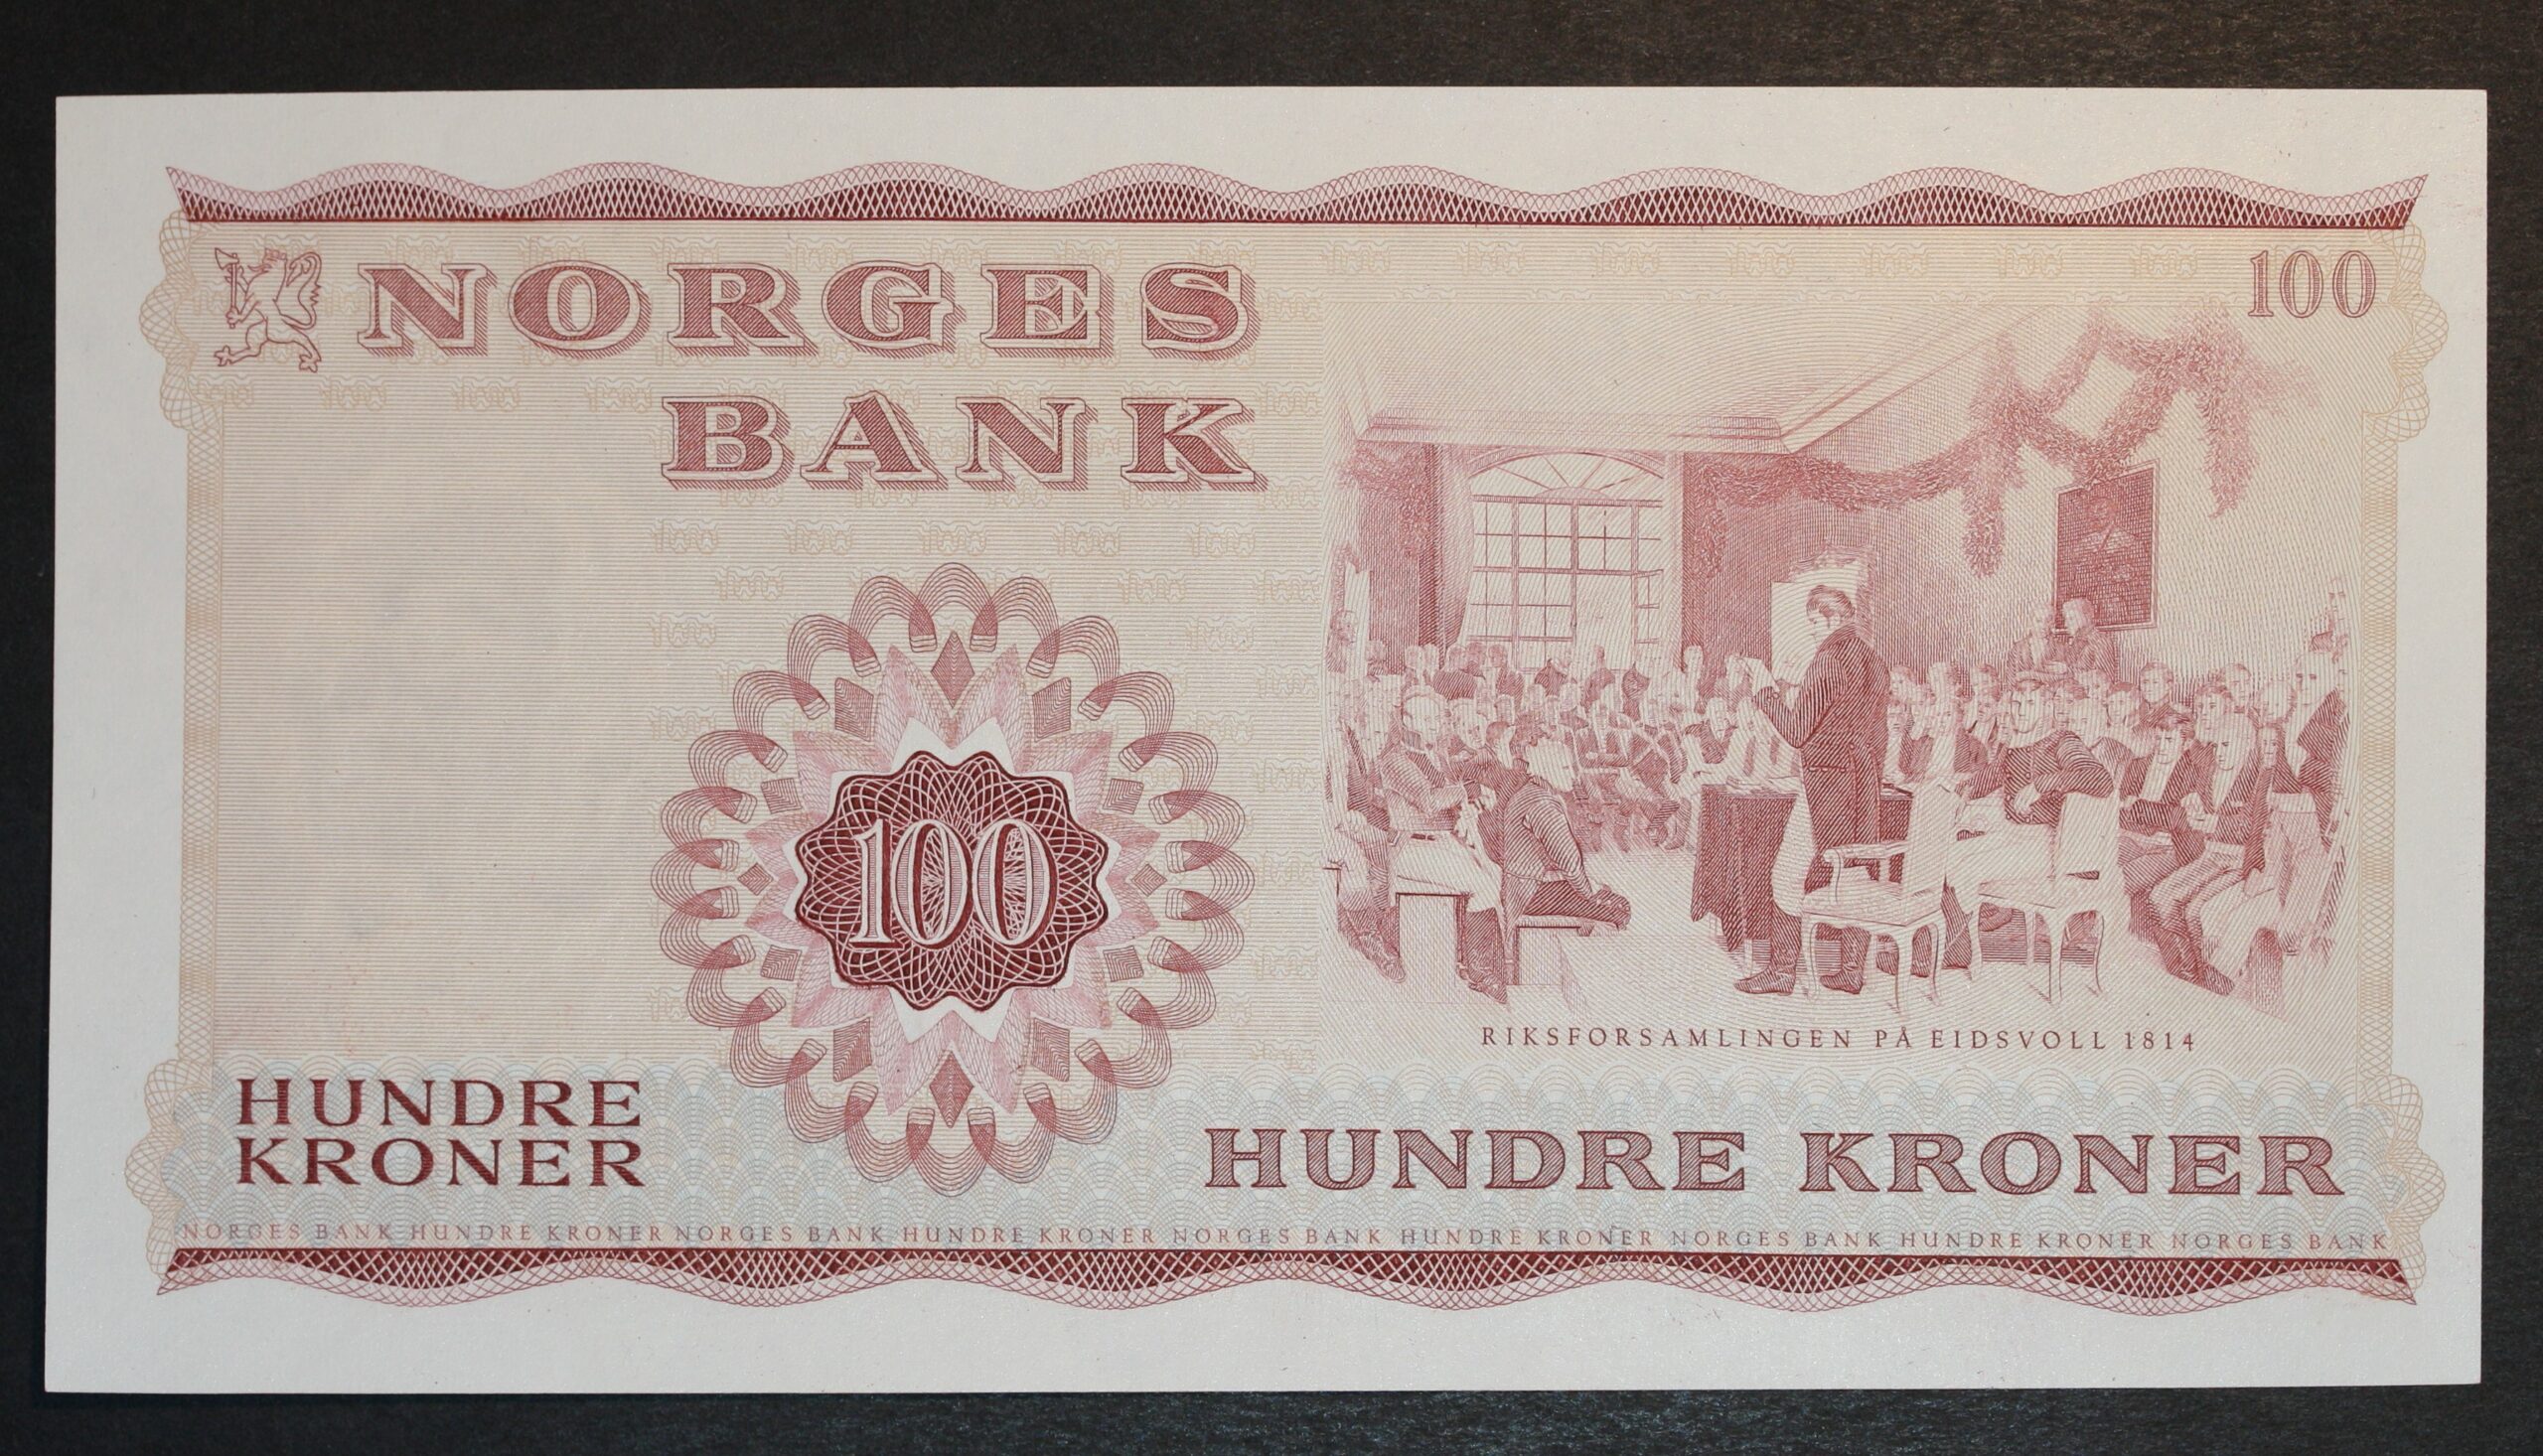 NORGES
BANK
100
100
RIKSFORSAMLINGEN PÅ EIDSVOLL 1814
HUNDRE
KRONER
HUNDRE KRONER
NORGES BANK HUNDRE KRONER NORGES BANK HUNDRE KRONER NORGES BANK HUNDRE KRONER NORGES BANK HUNDRE KRONER NORGES BANK